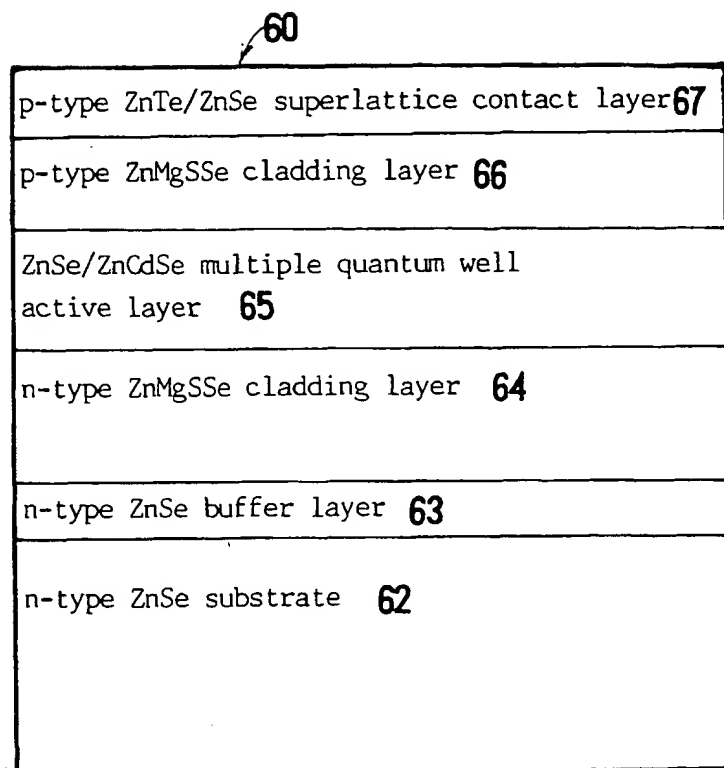 60
p-type ZnTe/ZnSe superlattice contact layer 67
p-type ZnMgSSe cladding layer 66
ZnSe/ZnCdSe multiple quantum well
active layer 65
n-type ZnMgSSe cladding layer 64
n-type ZnSe buffer layer 63
n-type ZnSe substrate 62